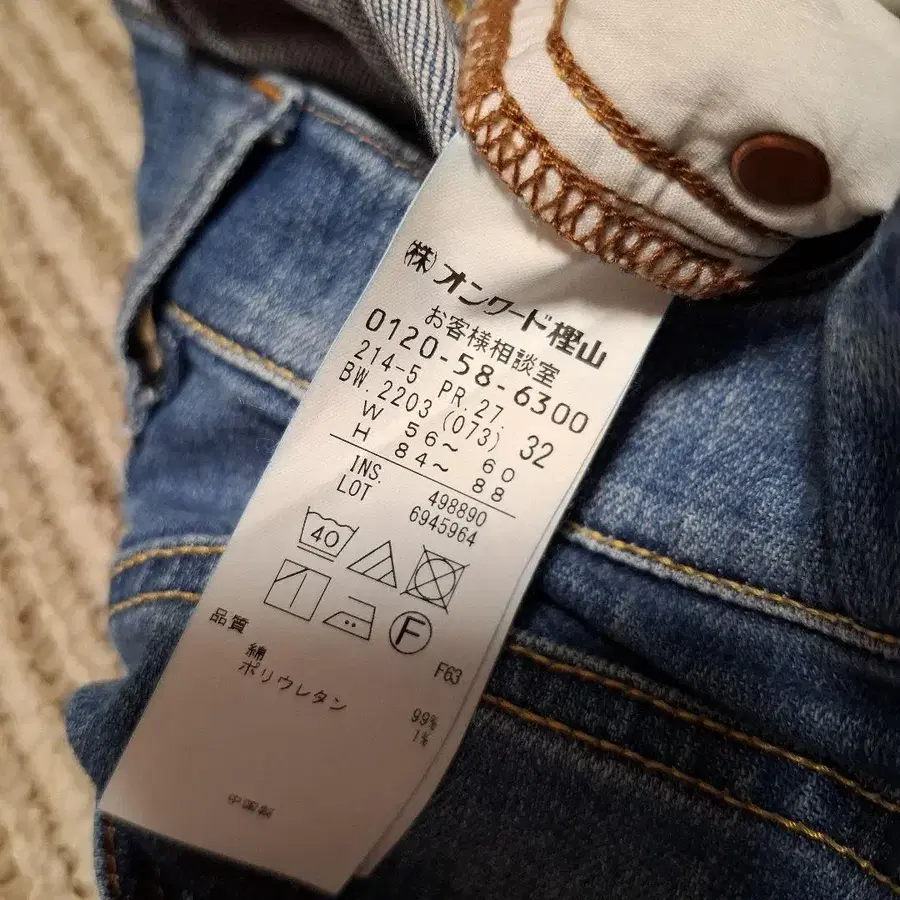 (株)オンワード樫山
お客様相談室
0120-58-6300
214-5 PR.27.
BW.2203(073) 32
W 56~ 60
H 84~ 88
INS. 498890
LOT 6945964
40
F
F63
品質
綿 99%
ポリウレタン 1%
中国製